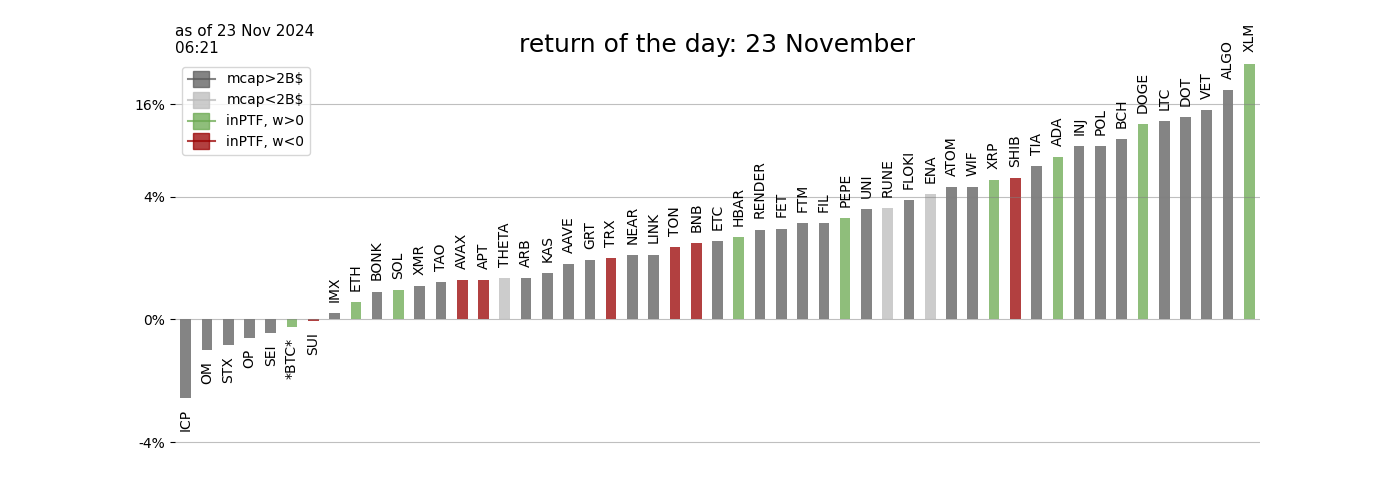 as of 23 Nov 2024
06:21
return of the day: 23 November
mcap>2B$
mcap<2B$
inPTF, w>0
inPTF, w<0
16%
4%
0%
-4%
ICP
OM
STX
OP
SEI
*BTC*
SUI
IMX
ETH
BONK
SOL
XMR
TAO
AVAX
APT
THETA
ARB
KAS
AAVE
GRT
TRX
NEAR
LINK
TON
BNB
ETC
HBAR
RENDER
FET
FTM
FIL
PEPE
UNI
RUNE
FLOKI
ENA
ATOM
WIF
XRP
SHIB
TIA
ADA
INJ
POL
BCH
DOGE
LTC
DOT
VET
ALGO
XLM